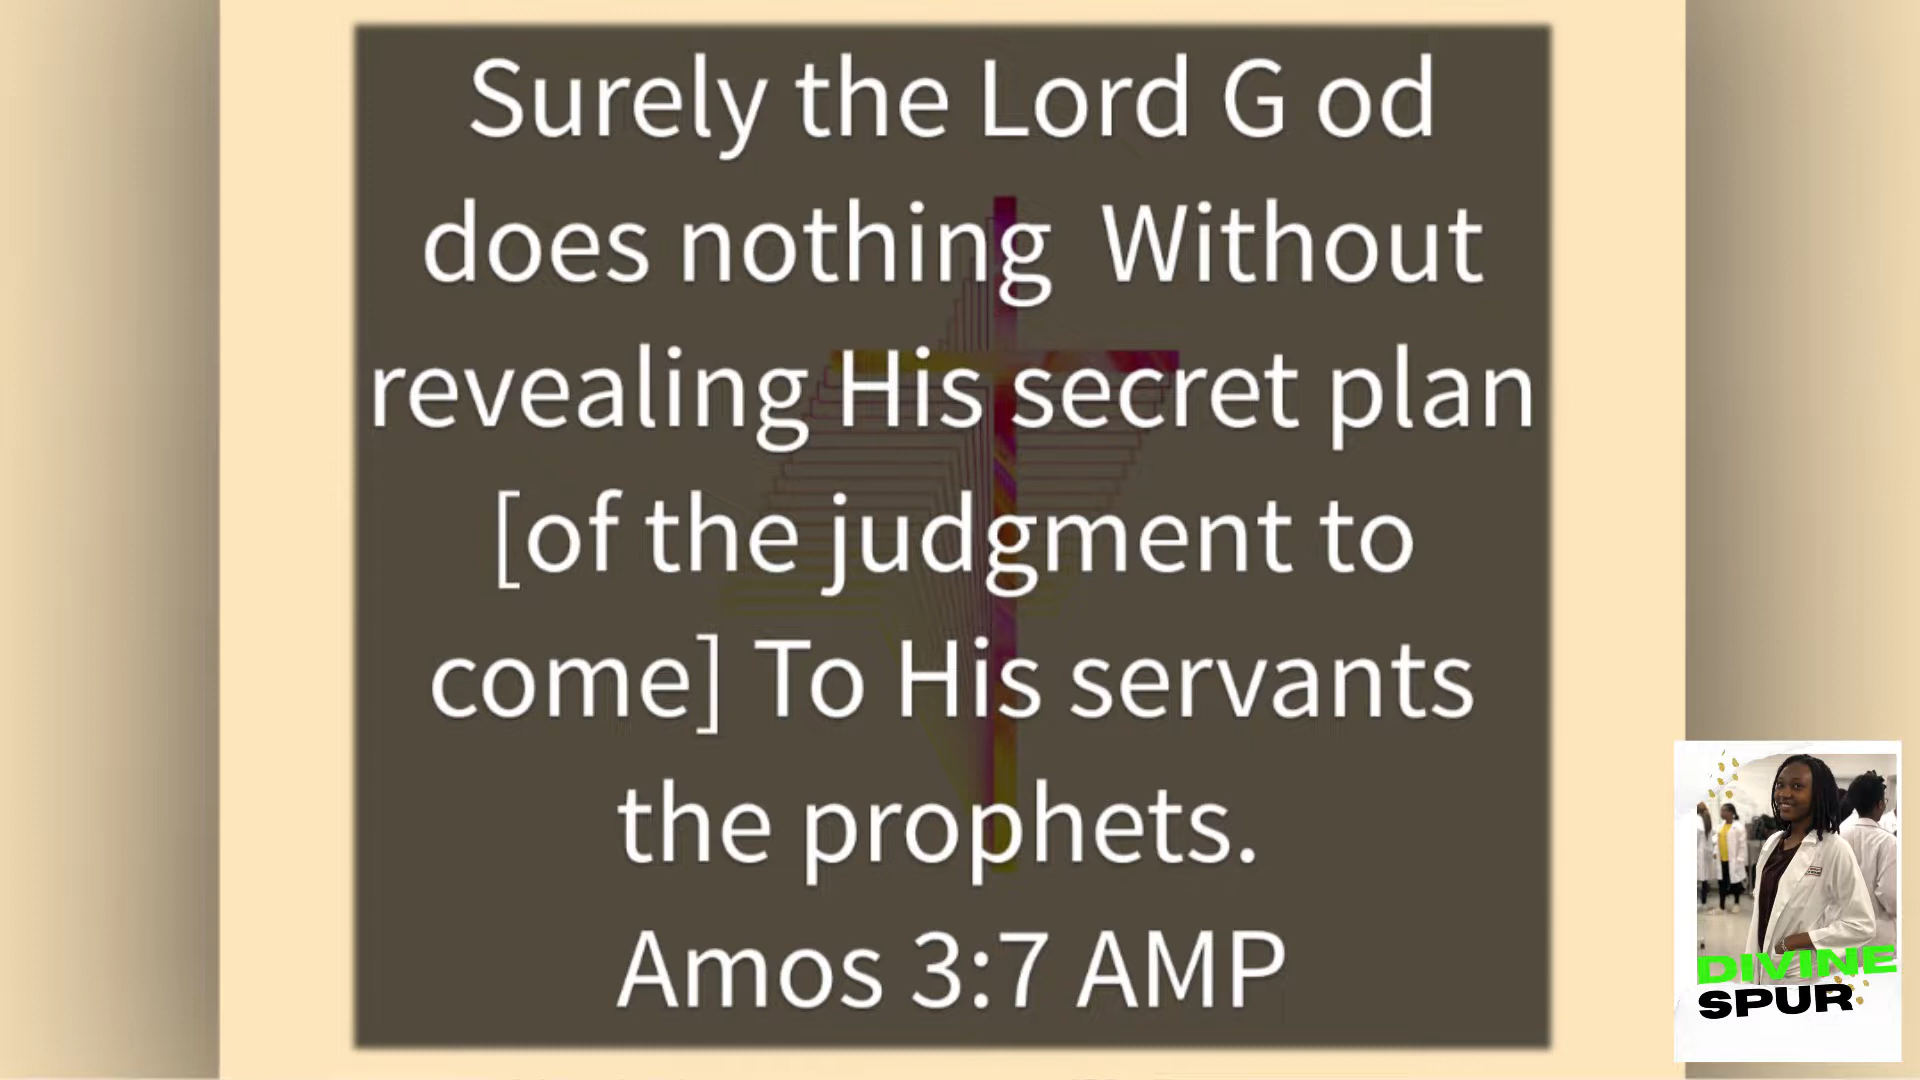 Surely the Lord G od
does nothing  Without
revealing His secret plan
[of the judgment to
come] To His servants
the prophets.
Amos 3:7 AMP
DIVINE
SPUR